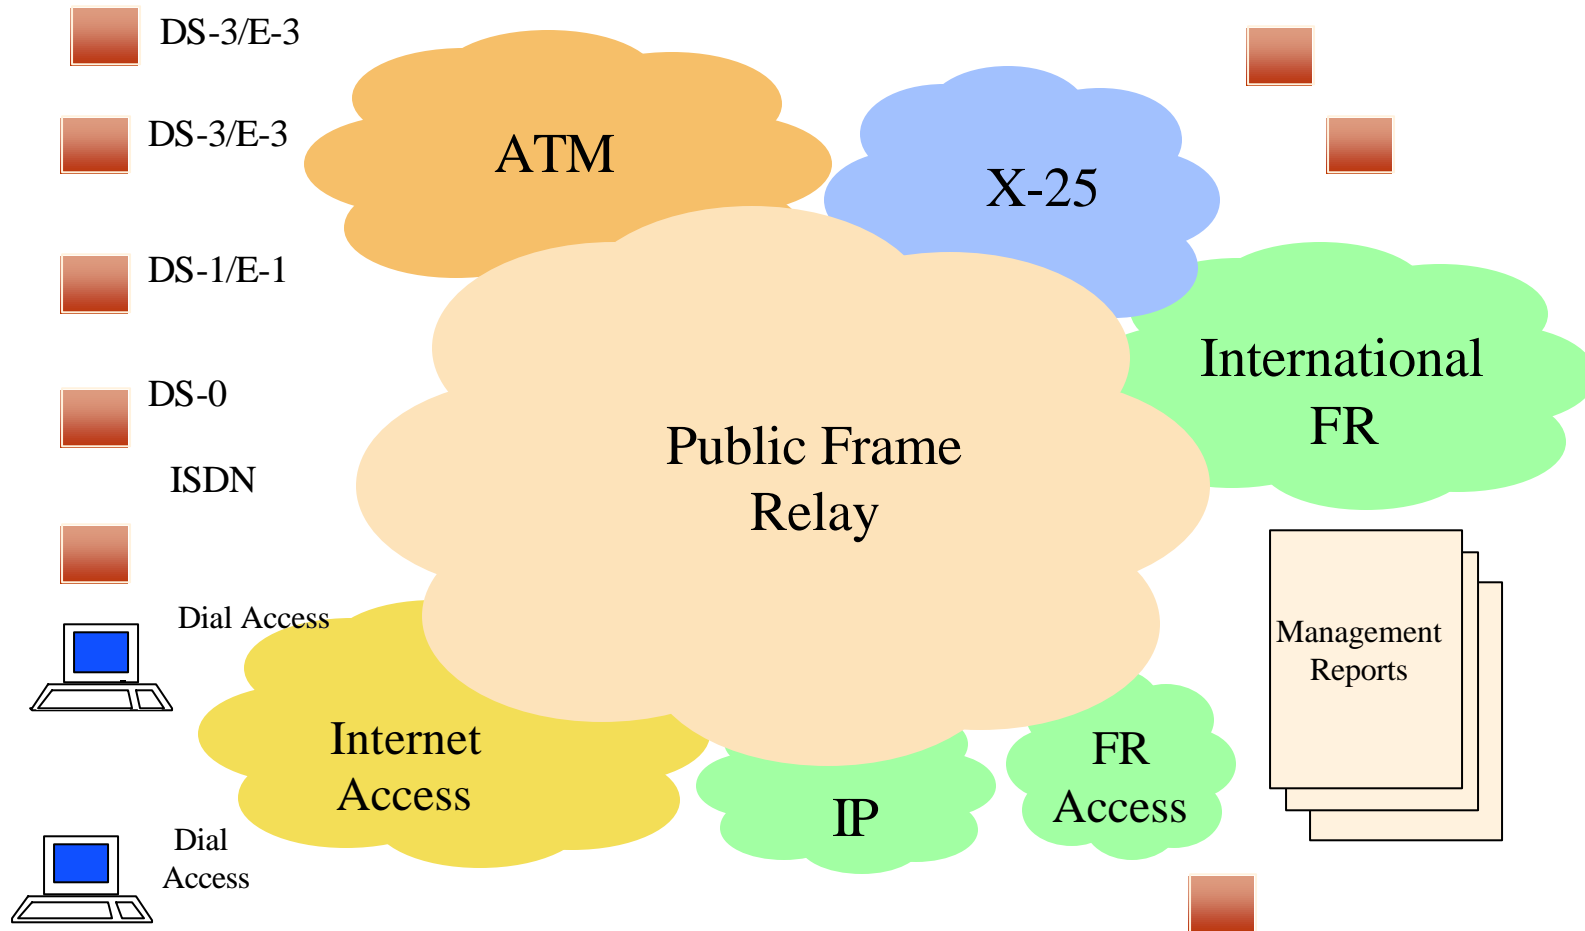 DS-3/E-3
DS-3/E-3
ATM
X-25
DS-1/E-1
International
FR
DS-0
Public Frame
Relay
ISDN
Dial Access
Management
Reports
Internet
Access
IP
FR
Access
Dial
Access